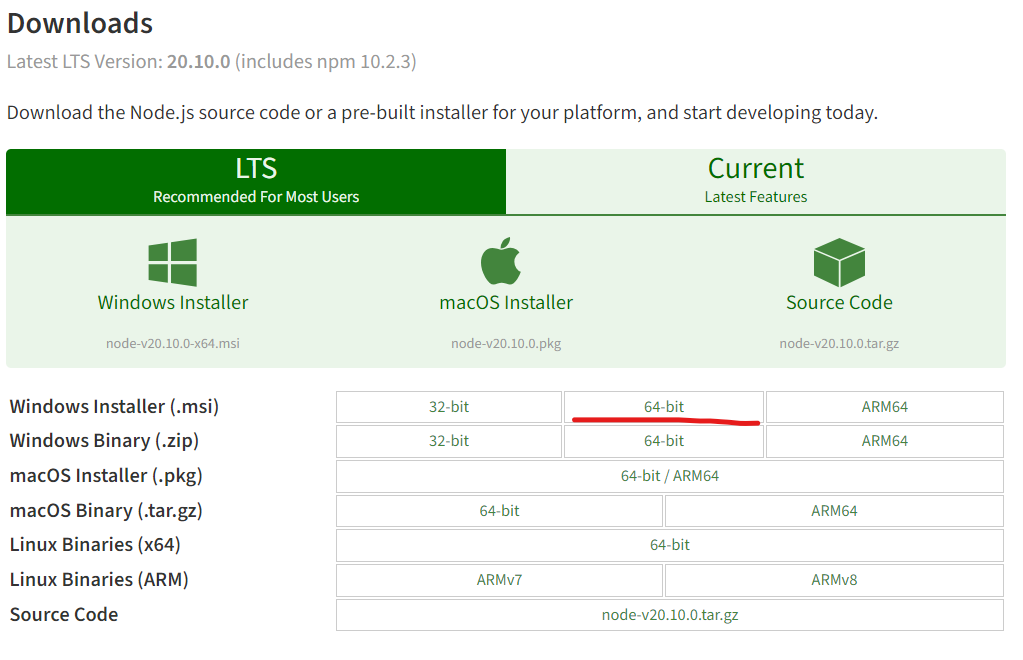 Downloads
Latest LTS Version: 20.10.0 (includes npm 10.2.3)
Download the Node.js source code or a pre-built installer for your platform, and start developing today.
LTS
Recommended For Most Users
Current
Latest Features
Windows Installer
node-v20.10.0-x64.msi
macOS Installer
node-v20.10.0.pkg
Source Code
node-v20.10.0.tar.gz
Windows Installer (.msi) 32-bit 64-bit ARM64
Windows Binary (.zip) 32-bit 64-bit ARM64
macOS Installer (.pkg) 64-bit / ARM64
macOS Binary (.tar.gz) 64-bit ARM64
Linux Binaries (x64) 64-bit
Linux Binaries (ARM) ARMv7 ARMv8
Source Code node-v20.10.0.tar.gz